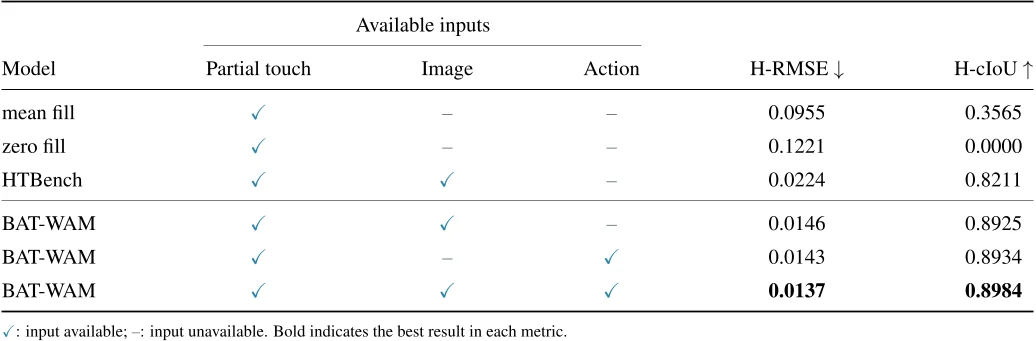 Available inputs
Model Partial touch Image Action H-RMSE ↓ H-cIoU ↑
mean fill ✓ – – 0.0955 0.3565
zero fill ✓ – – 0.1221 0.0000
HTBench ✓ ✓ – 0.0224 0.8211
BAT-WAM ✓ ✓ – 0.0146 0.8925
BAT-WAM ✓ – ✓ 0.0143 0.8934
BAT-WAM ✓ ✓ ✓ 0.0137 0.8984
✓: input available; –: input unavailable. Bold indicates the best result in each metric.